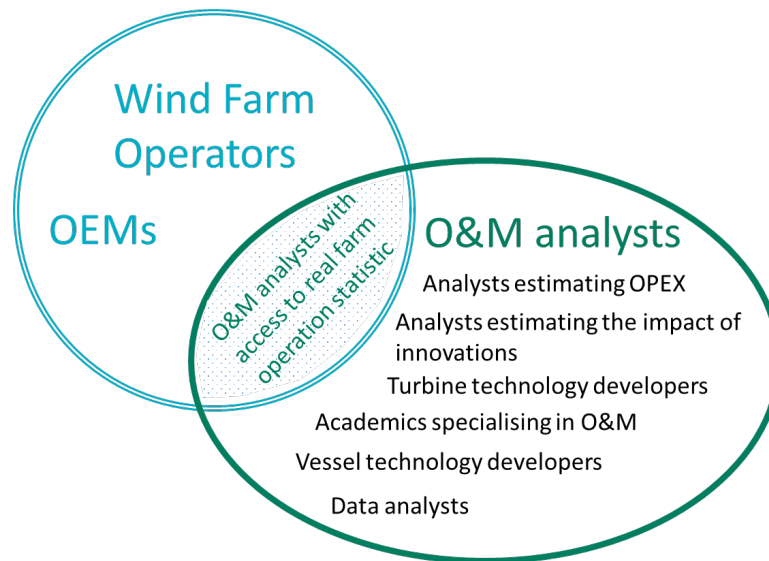 Wind Farm
Operators
OEMs
O&M analysts with
access to real farm
operation statistic
O&M analysts
Analysts estimating OPEX
Analysts estimating the impact of
innovations
Turbine technology developers
Academics specialising in O&M
Vessel technology developers
Data analysts